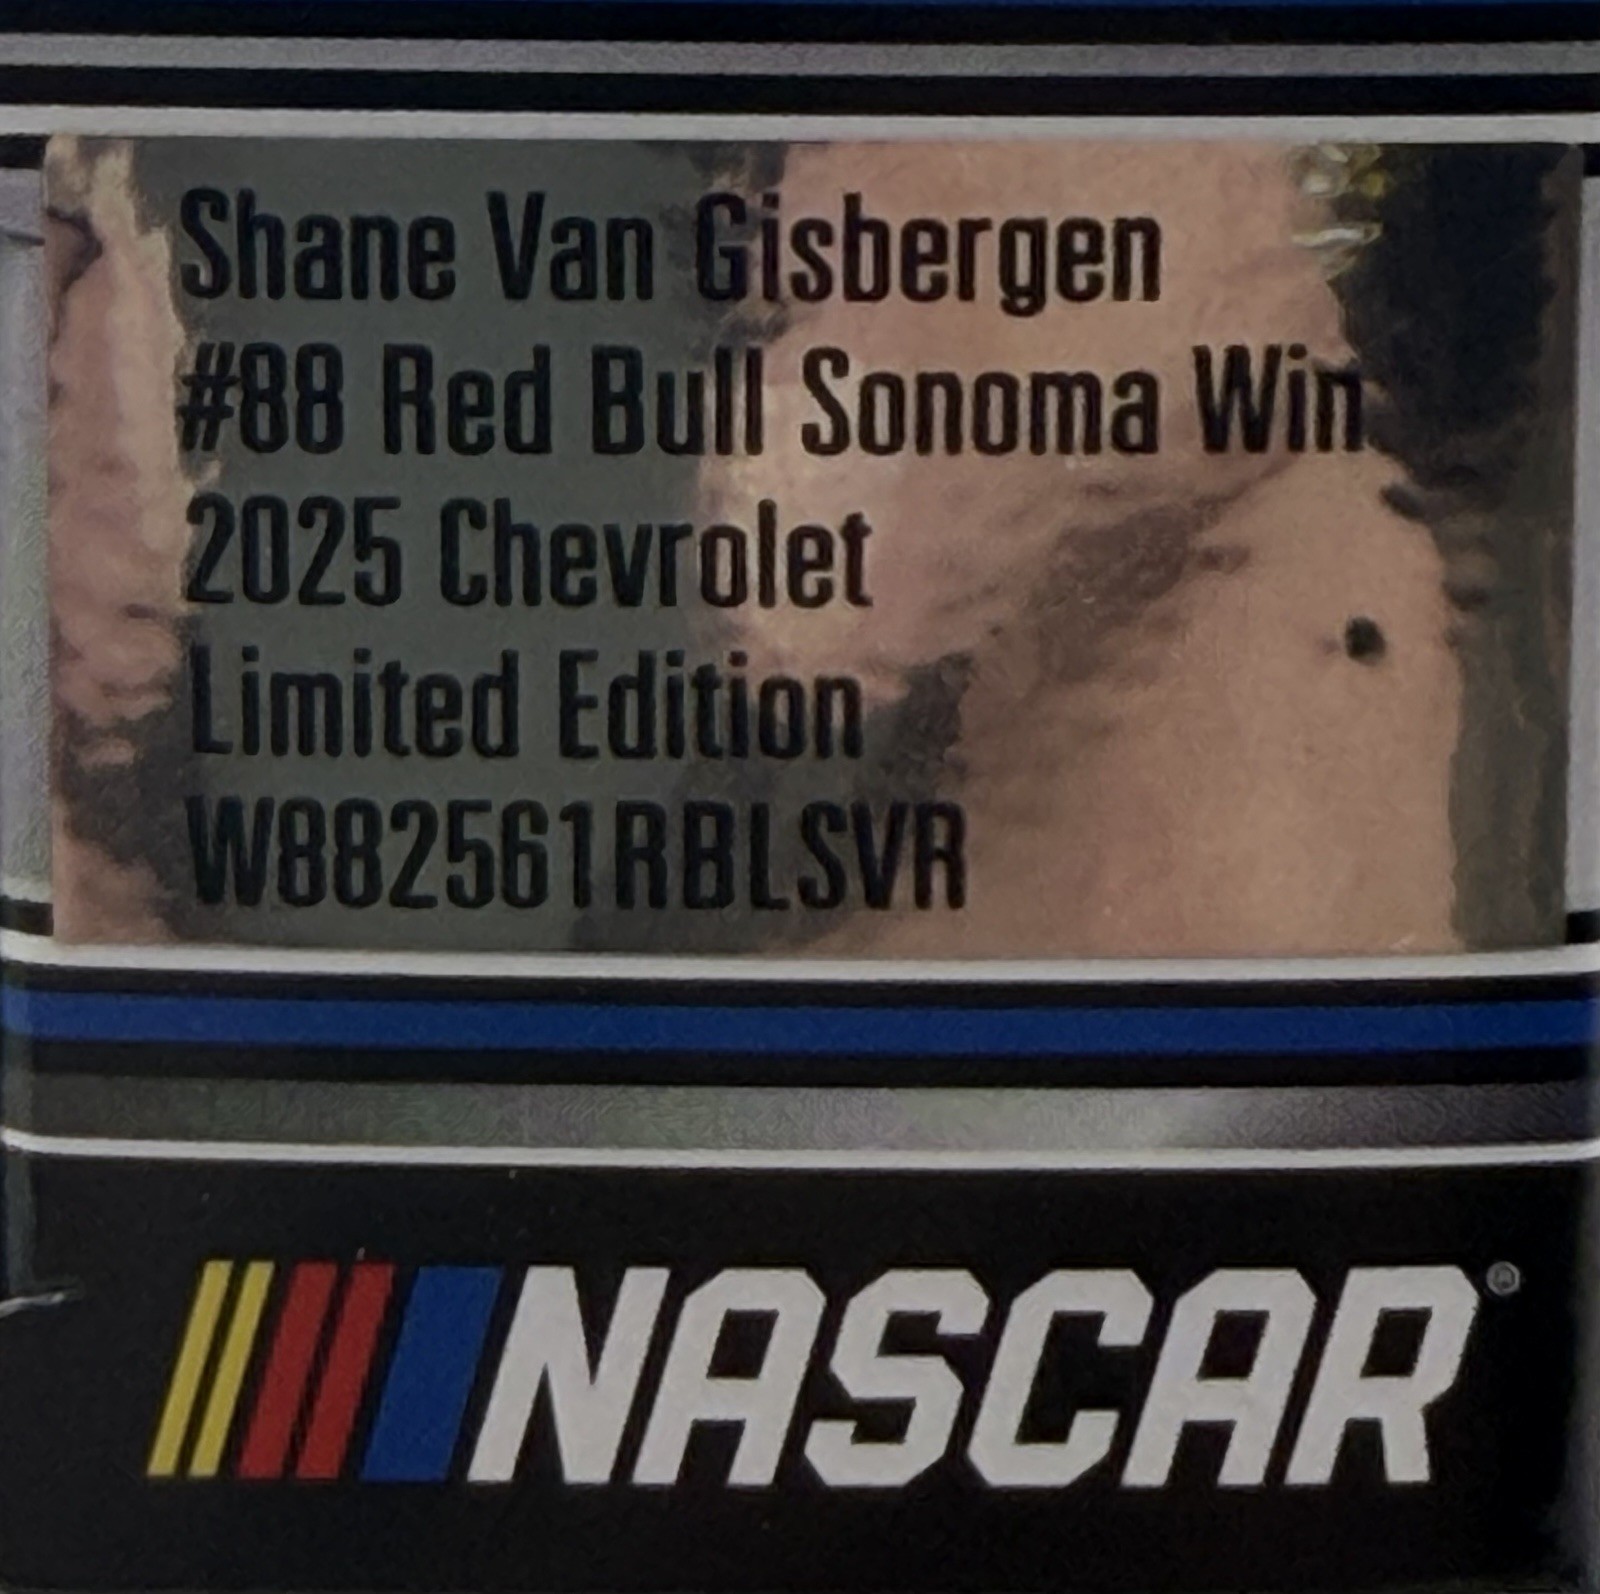 Shane Van Gisbergen
#88 Red Bull Sonoma Win
2025 Chevrolet
Limited Edition
W882561RBLSVR
NASCAR®